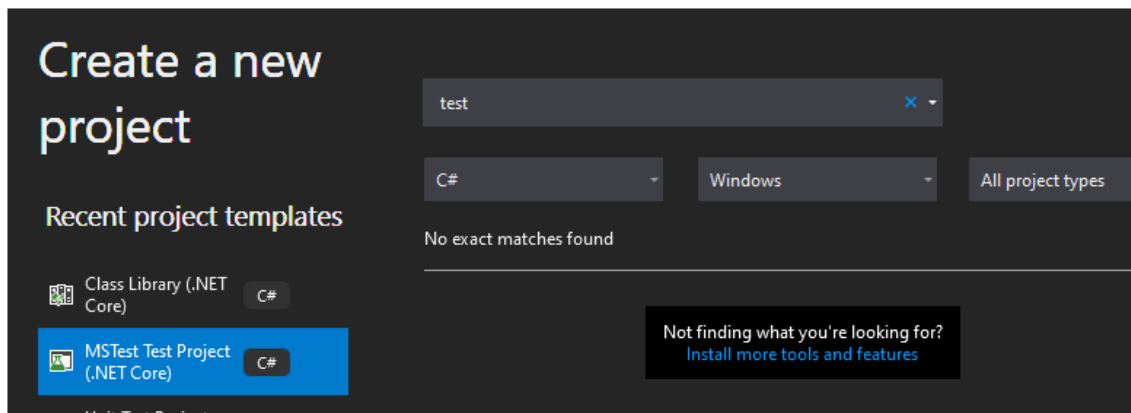 Create a new
project
test
C#
Windows
All project types
No exact matches found
Not finding what you're looking for?
Install more tools and features
Recent project templates
Class Library (.NET
Core)
C#
MSTest Test Project
(.NET Core)
C#